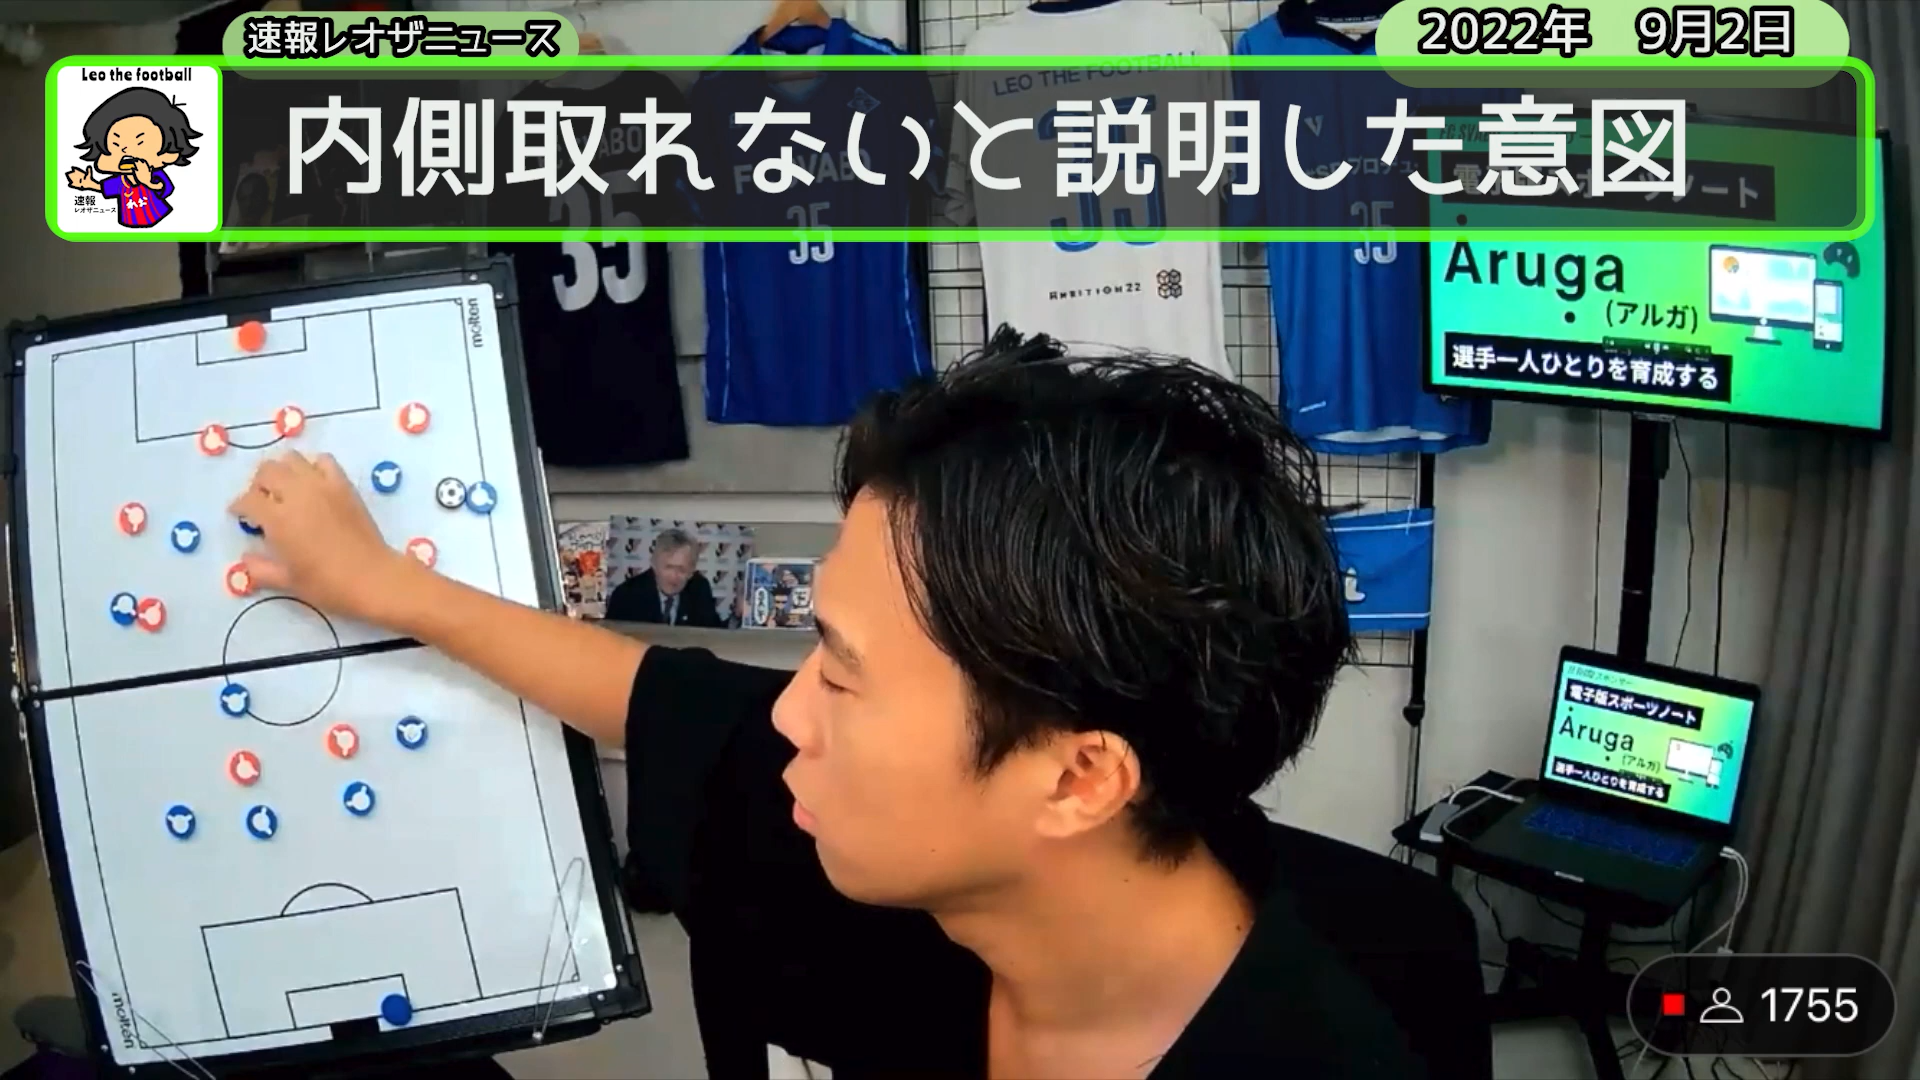 速報レオザニュース
2022年 9月2日
Leo the football
速報
レオザニュース
内側取れないと説明した意図
LEO THE FOOTBALL
35
35
35
35
AMBITION22
Aruga
(アルガ)
選手一人ひとりを育成する
molten
電子版スポーツノート
Aruga
(アルガ)
選手一人ひとりを育成する
molten
1755